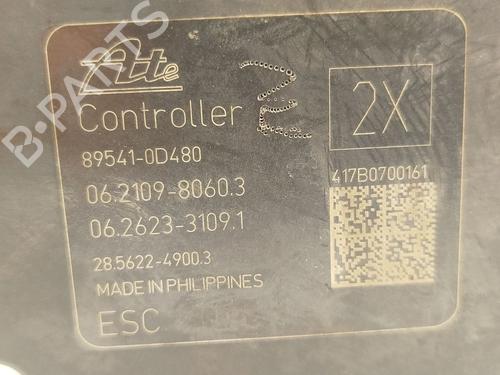 Ate
Controller
2X
89541-0D480
417B0700161
06.2109-8060.3
06.2623-3109.1
28.5622-4900.3
MADE IN PHILIPPINES
ESC
B-PARTS